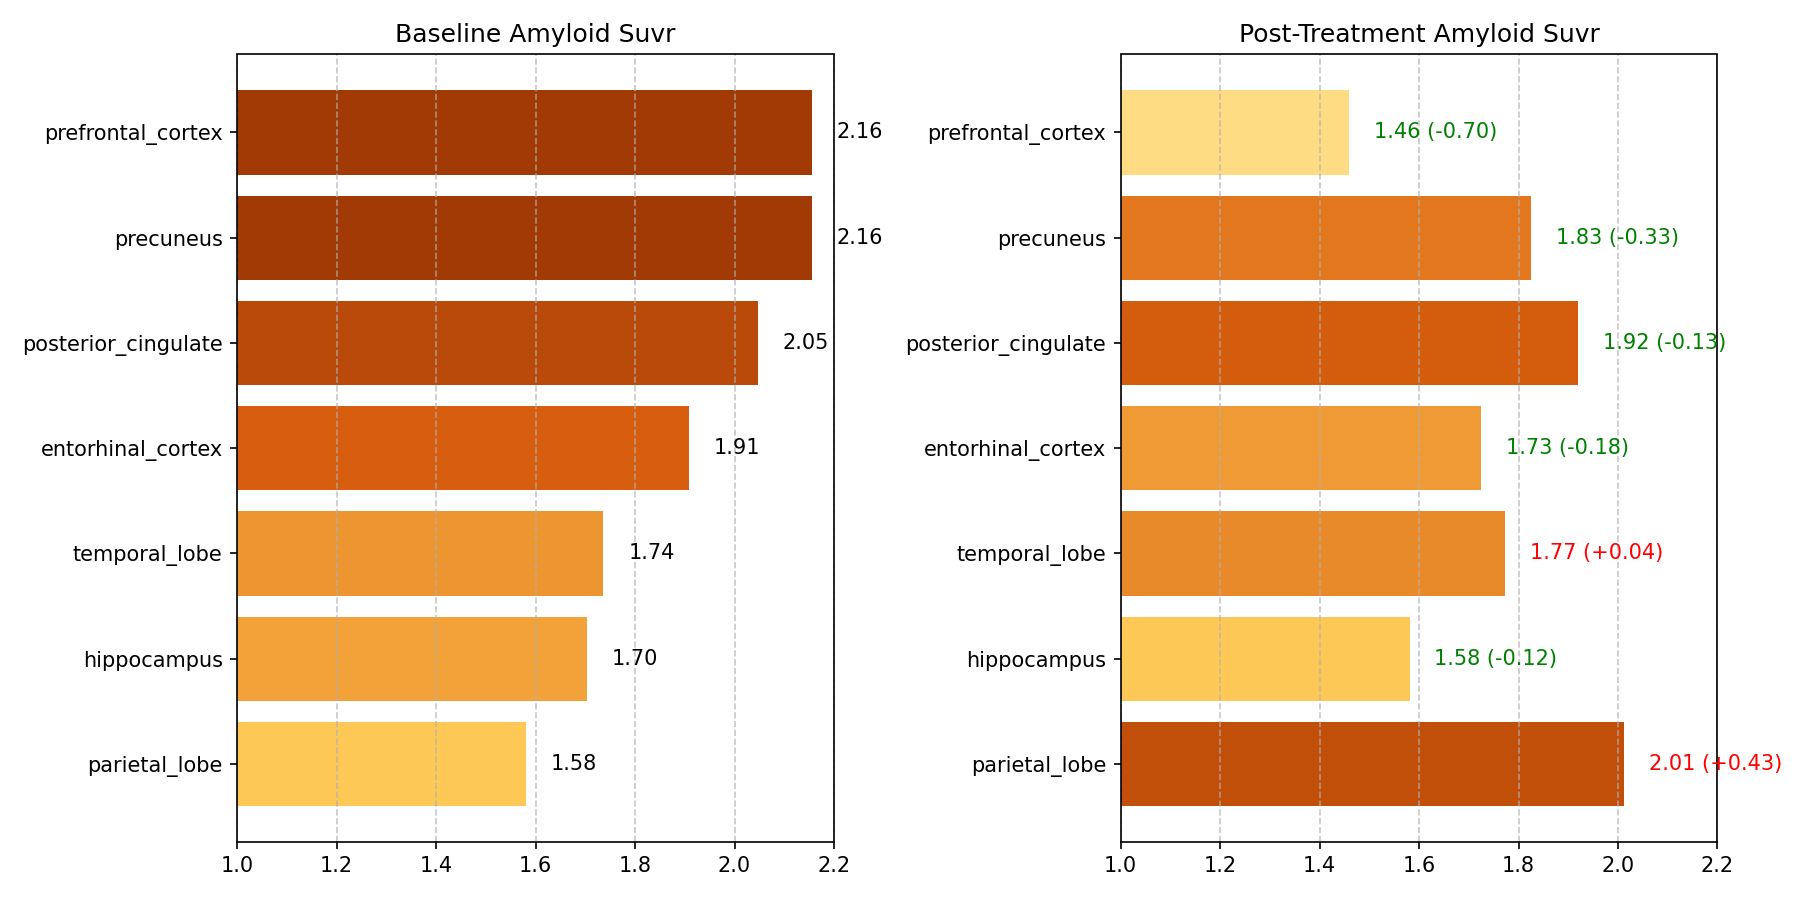 Baseline Amyloid Suvr
prefrontal_cortex 2.16
precuneus 2.16
posterior_cingulate 2.05
entorhinal_cortex 1.91
temporal_lobe 1.74
hippocampus 1.70
parietal_lobe 1.58
1.0 1.2 1.4 1.6 1.8 2.0 2.2
Post-Treatment Amyloid Suvr
prefrontal_cortex 1.46 (-0.70)
precuneus 1.83 (-0.33)
posterior_cingulate 1.92 (-0.13)
entorhinal_cortex 1.73 (-0.18)
temporal_lobe 1.77 (+0.04)
hippocampus 1.58 (-0.12)
parietal_lobe 2.01 (+0.43)
1.0 1.2 1.4 1.6 1.8 2.0 2.2